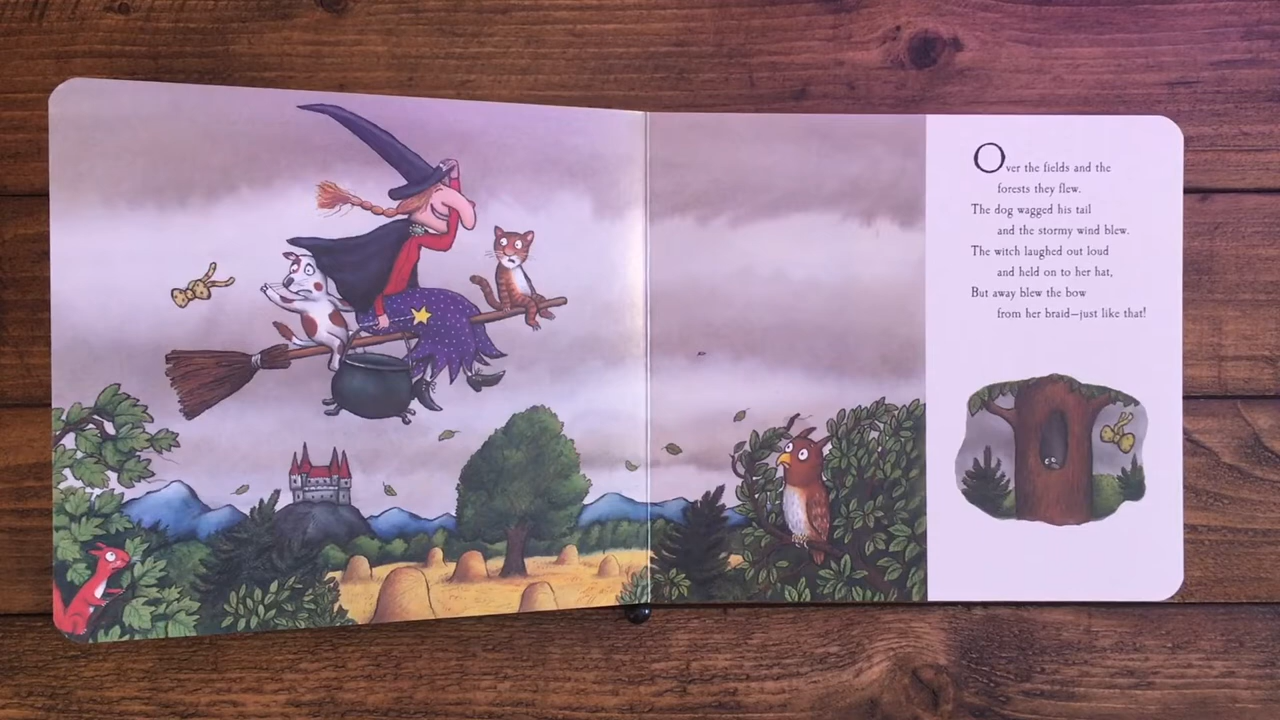 Over the fields and the
forests they flew.
The dog wagged his tail
and the stormy wind blew.
The witch laughed out loud
and held on to her hat,
But away blew the bow
from her braid—just like that!